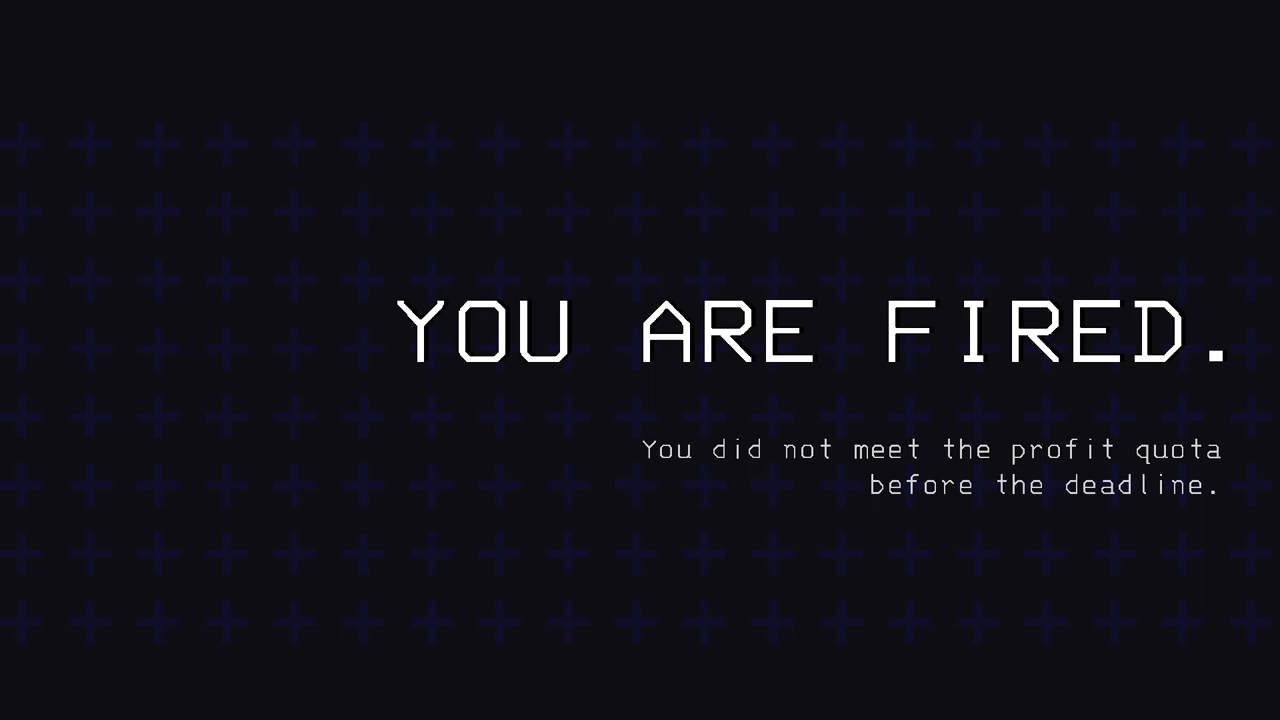 YOU ARE FIRED.
You did not meet the profit quota
before the deadline.